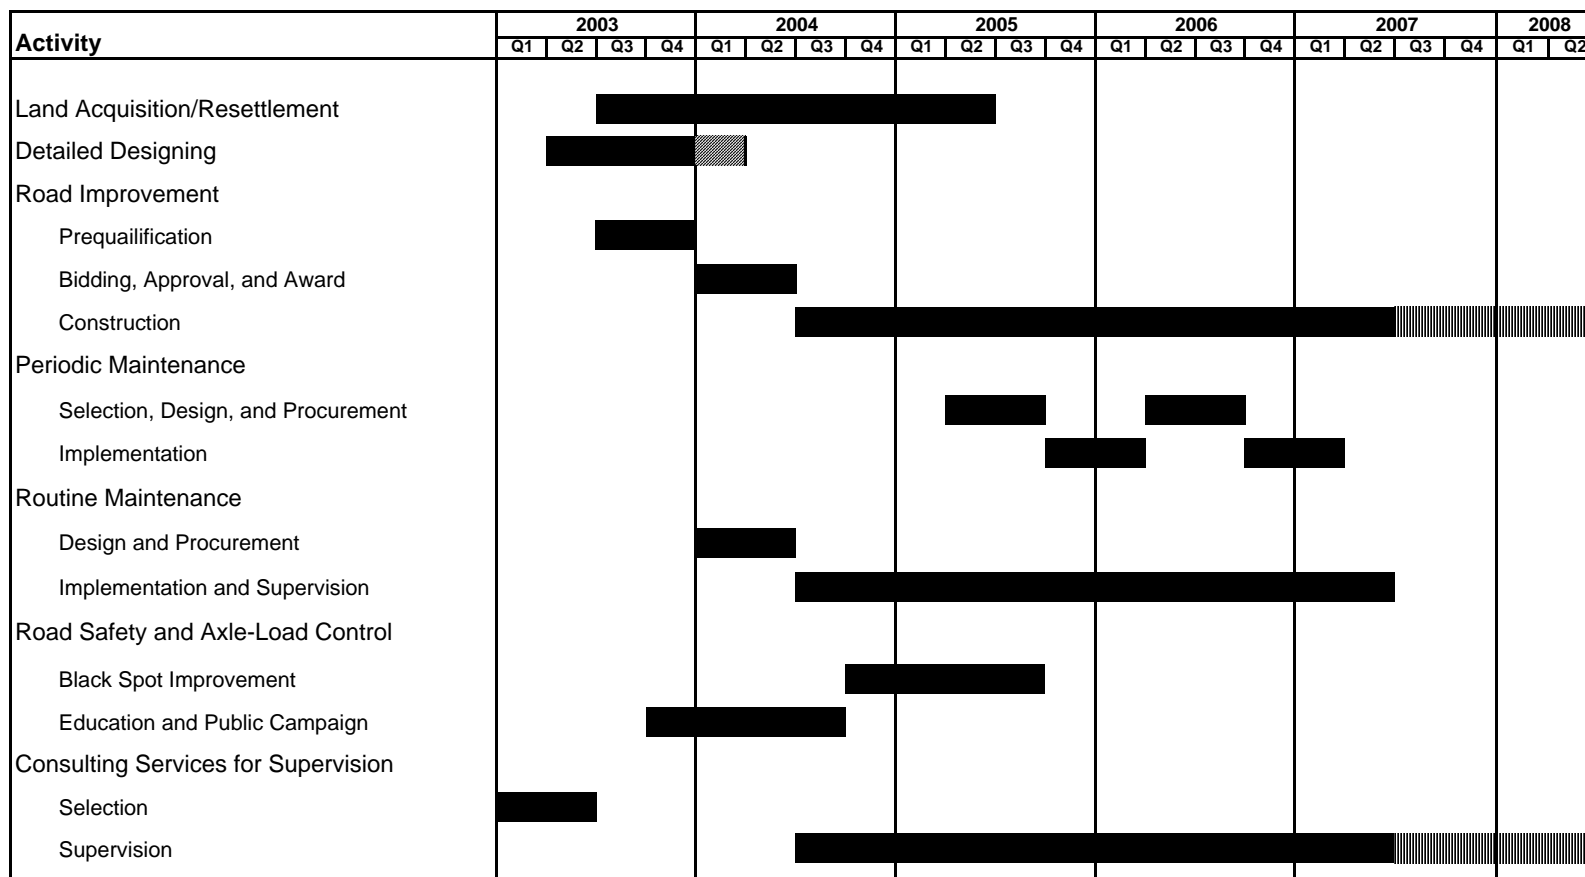 2003 2004 2005 2006 2007 2008
Activity Q1 Q2 Q3 Q4 Q1 Q2 Q3 Q4 Q1 Q2 Q3 Q4 Q1 Q2 Q3 Q4 Q1 Q2 Q3 Q4 Q1 Q2
Land Acquisition/Resettlement
Detailed Designing
Road Improvement
Prequailification
Bidding, Approval, and Award
Construction
Periodic Maintenance
Selection, Design, and Procurement
Implementation
Routine Maintenance
Design and Procurement
Implementation and Supervision
Road Safety and Axle-Load Control
Black Spot Improvement
Education and Public Campaign
Consulting Services for Supervision
Selection
Supervision